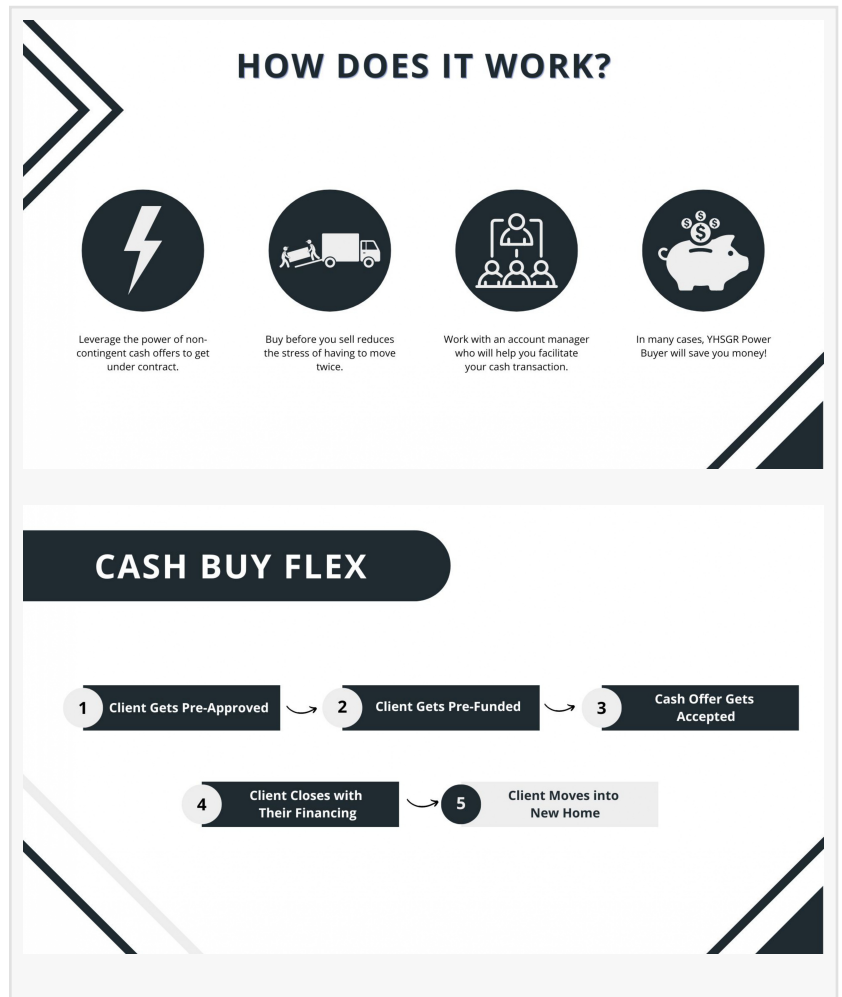 HOW DOES IT WORK?
Leverage the power of non-
contingent cash offers to get
under contract.
Buy before you sell reduces
the stress of having to move
twice.
Work with an account manager
who will help you facilitate
your cash transaction.
In many cases, YHSGR Power
Buyer will save you money!
CASH BUY FLEX
1 Client Gets Pre-Approved
2 Client Gets Pre-Funded
3 Cash Offer Gets
Accepted
4 Client Closes with
Their Financing
5 Client Moves into
New Home